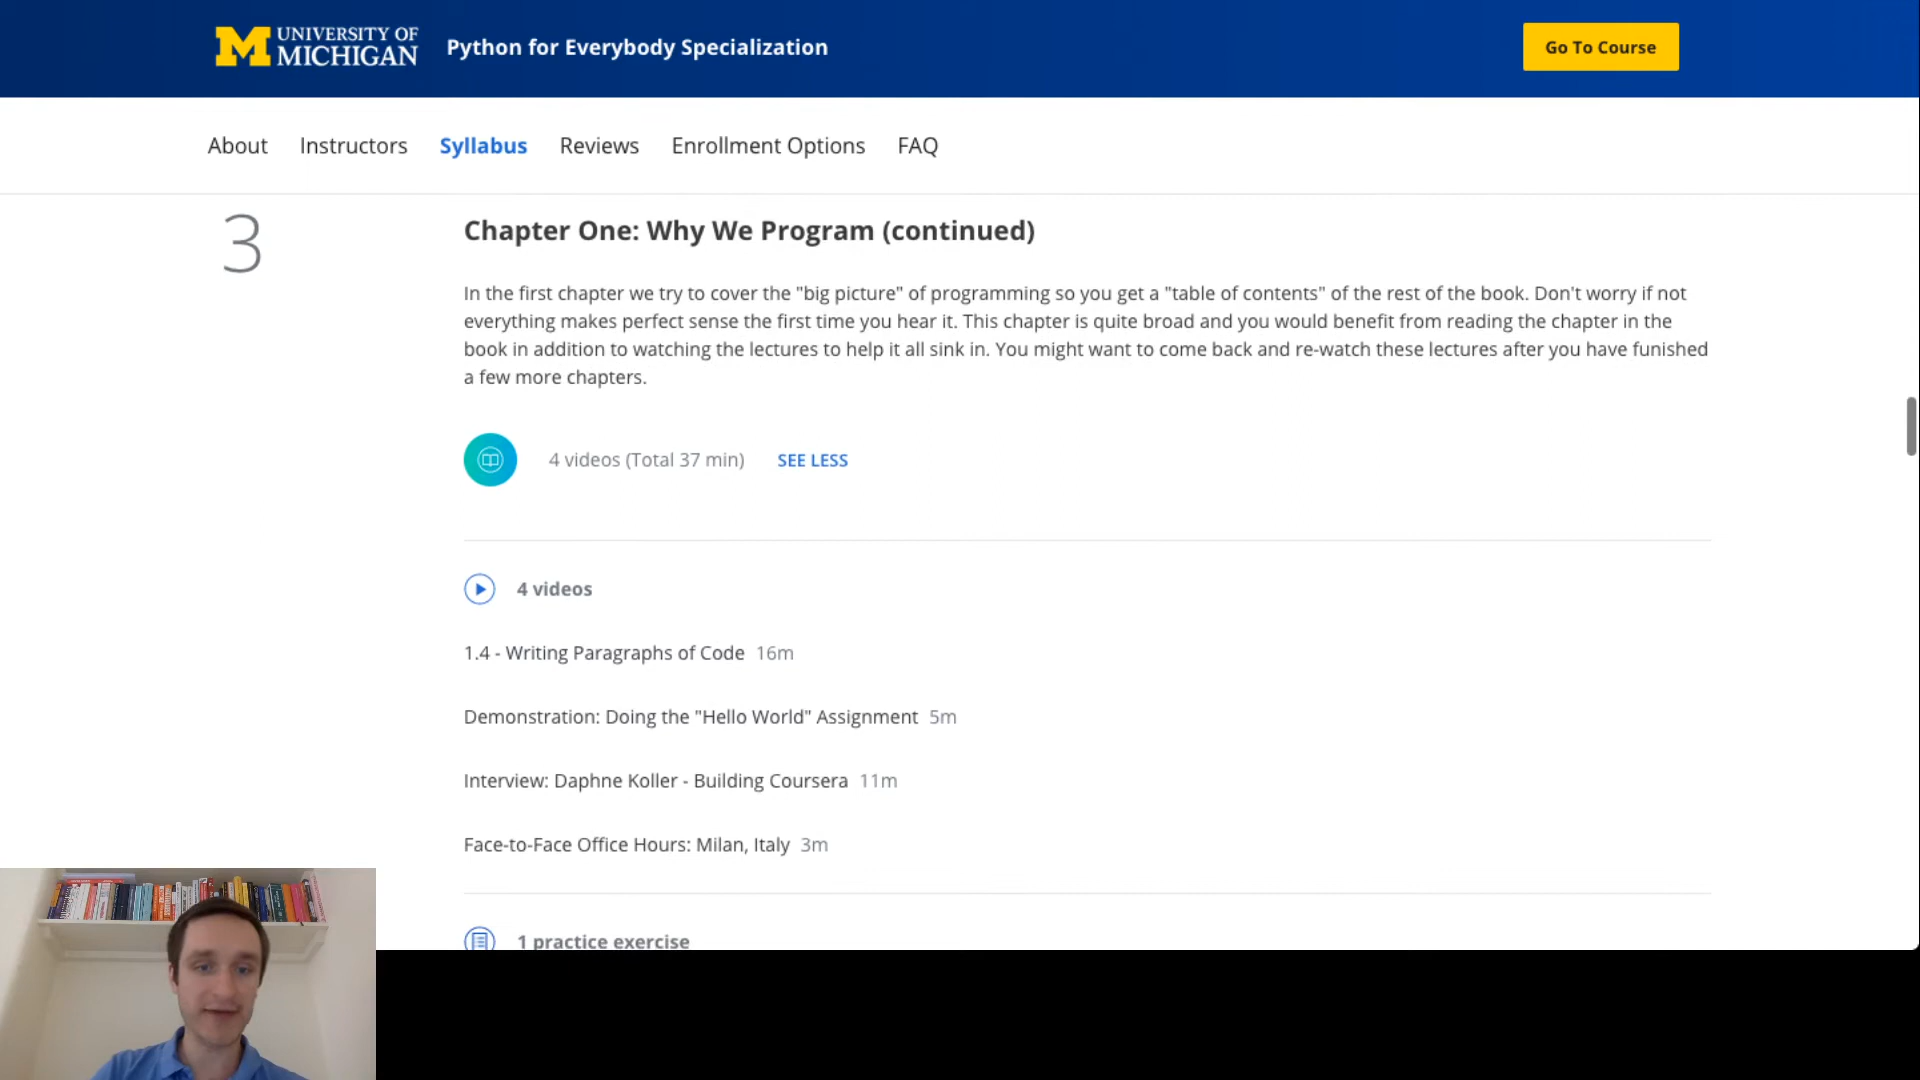 UNIVERSITY OF
MICHIGAN
Python for Everybody Specialization
Go To Course
About Instructors Syllabus Reviews Enrollment Options FAQ
3
Chapter One: Why We Program (continued)
In the first chapter we try to cover the "big picture" of programming so you get a "table of contents" of the rest of the book. Don't worry if not
everything makes perfect sense the first time you hear it. This chapter is quite broad and you would benefit from reading the chapter in the
book in addition to watching the lectures to help it all sink in. You might want to come back and re-watch these lectures after you have funished
a few more chapters.
4 videos (Total 37 min) SEE LESS
4 videos
1.4 - Writing Paragraphs of Code 16m
Demonstration: Doing the "Hello World" Assignment 5m
Interview: Daphne Koller - Building Coursera 11m
Face-to-Face Office Hours: Milan, Italy 3m
1 practice exercise